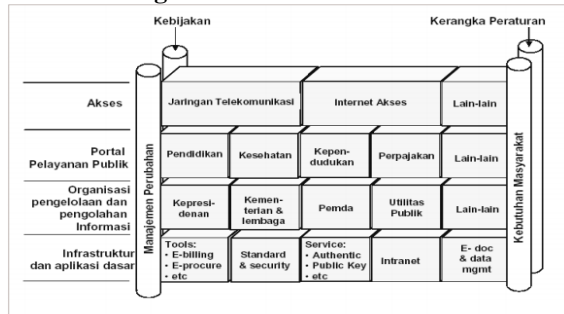 Kebijakan
Kerangka Peraturan
Akses
Jaringan Telekomunikasi
Internet Akses
Lain-lain
Portal
Pelayanan Publik
Pendidikan
Kesehatan
Kepen-
dudukan
Perpajakan
Lain-lain
Organisasi
pengelolaan dan
pengolahan
Informasi
Kepresi-
denan
Kemen-
terian &
lembaga
Pemda
Utilitas
Publik
Lain-lain
Infrastruktur
dan aplikasi dasar
Tools:
• E-billing
• E-procure
• etc
Standard
& security
Service:
• Authentic
• Public Key
• etc
Intranet
E- doc
& data
mgmt
Manajemen Perubahan
Kebutuhan Masyarakat